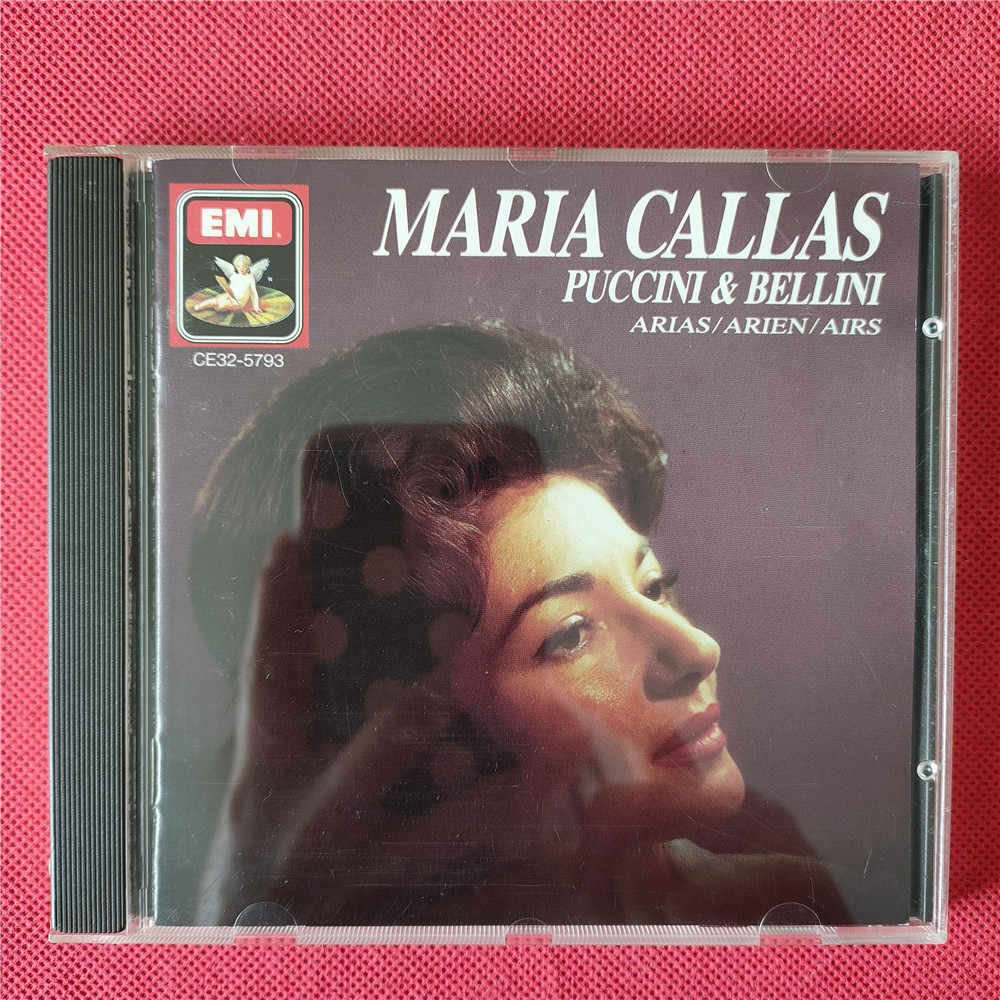 EMI
CE32-5793
MARIA CALLAS
PUCCINI & BELLINI
ARIAS/ARIEN/AIRS